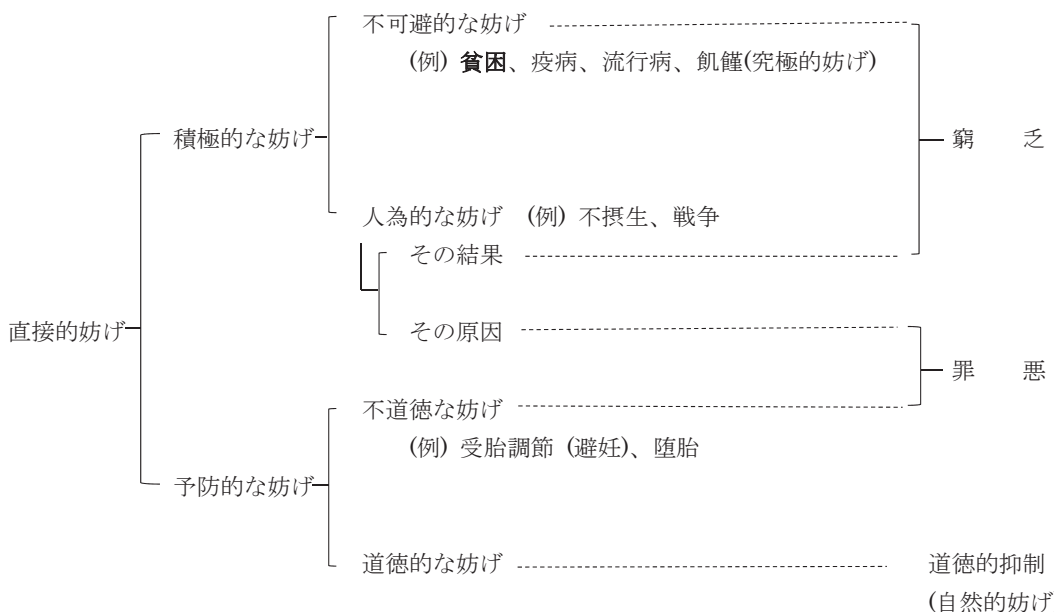 不可避的な妨げ
(例) 貧困、疫病、流行病、飢饉(究極的妨げ)
積極的な妨げ
窮 乏
人為的な妨げ (例) 不摂生、戦争
その結果
直接的妨げ
その原因
罪 悪
不道徳な妨げ
(例) 受胎調節 (避妊)、堕胎
予防的な妨げ
道徳的な妨げ
道徳的抑制
(自然的妨げ